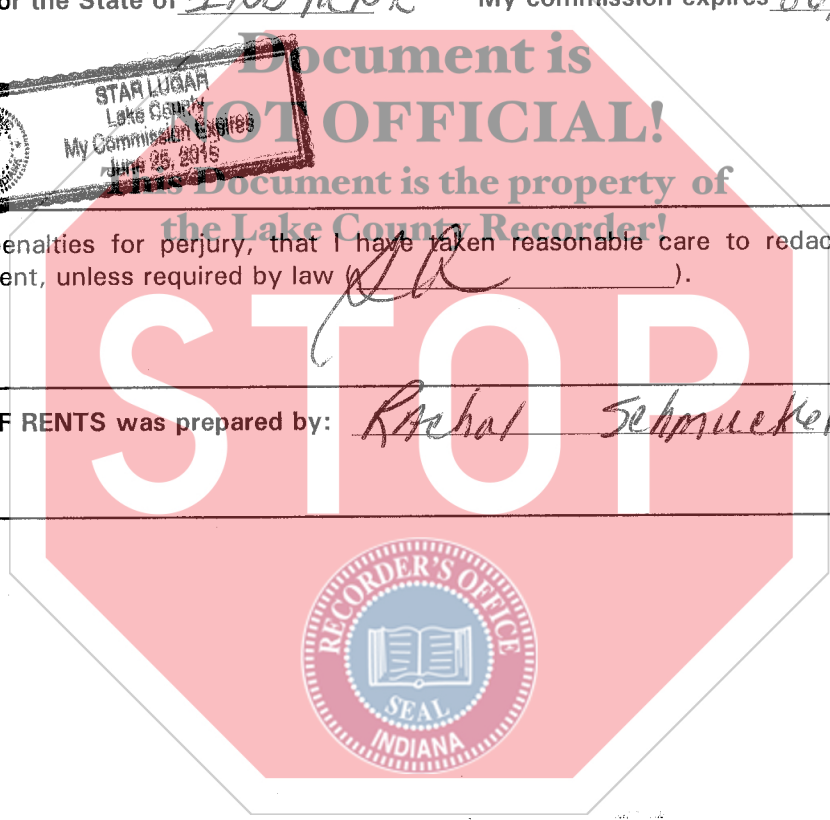 or the State of INDIANA My commission expires
Document is
STAR LUGAR
Lake County
My Commission Expires
June 25, 2015
NOT OFFICIAL!
This Document is the property of
the Lake County Recorder!
enalties for perjury, that I have taken reasonable care to redac
ent, unless required by law ( ).
STOP
F RENTS was prepared by: Rachal Schmucker
RECORDER'S OFFICE
SEAL
INDIANA